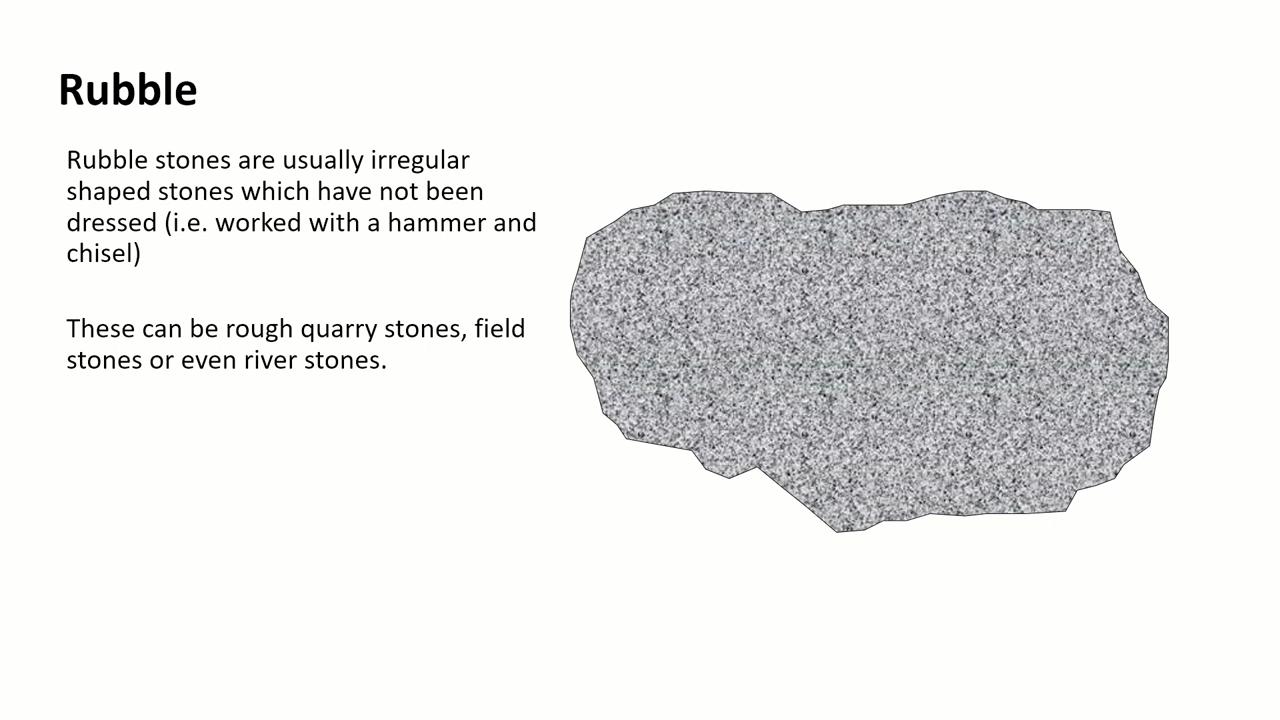 Rubble
Rubble stones are usually irregular
shaped stones which have not been
dressed (i.e. worked with a hammer and
chisel)
These can be rough quarry stones, field
stones or even river stones.